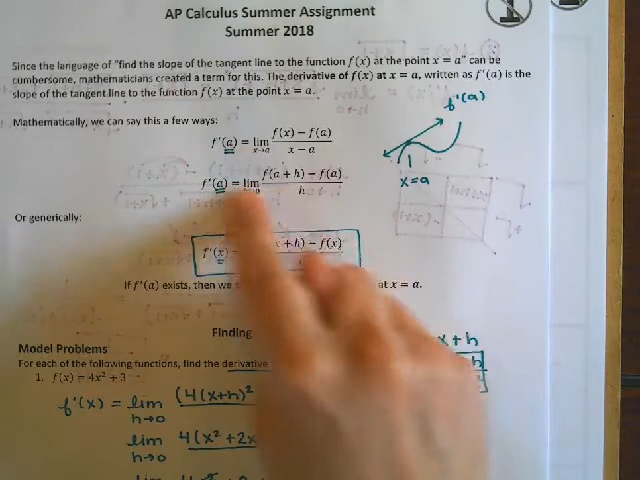 AP Calculus Summer Assignment
Summer 2018
Since the language of "find the slope of the tangent line to the function f(x) at the point x = a" can be
cumbersome, mathematicians created a term for this. The derivative of f(x) at x = a, written as f'(a) is the
slope of the tangent line to the function f(x) at the point x = a.
f'(a)
Mathematically, we can say this a few ways:
f'(a) = lim x→a f(x) − f(a) / x − a
x=a
f'(a) = lim f(a + h) − f(a) / h
Or generically:
f'(x) = x + h) − f(x)
If f'(a) exists, then we at x = a.
Finding
x + h
Model Problems
For each of the following functions, find the derivative
h
1. f(x) = 4x² + 3
f'(x) = lim h→0 (4(x+h)²
lim h→0 4(x² + 2x
lim